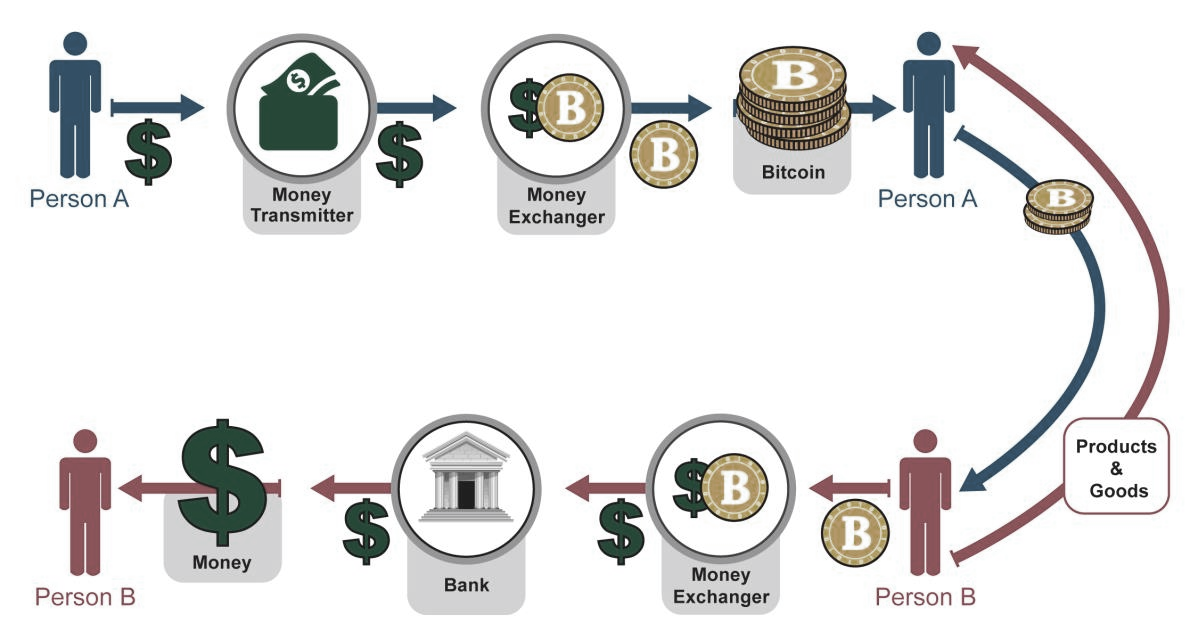 $
$
$
B
B
B
Person A
Money
Transmitter
Money
Exchanger
Bitcoin
Person A
B
Products
&
Goods
$
$
$
$
B
B
Person B
Money
Bank
Money
Exchanger
Person B